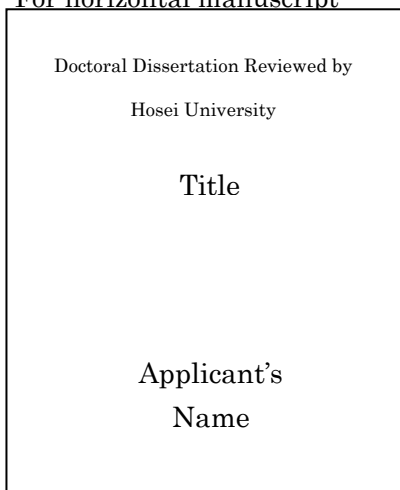 For horizontal manuscript
Doctoral Dissertation Reviewed by
Hosei University
Title
Applicant's
Name